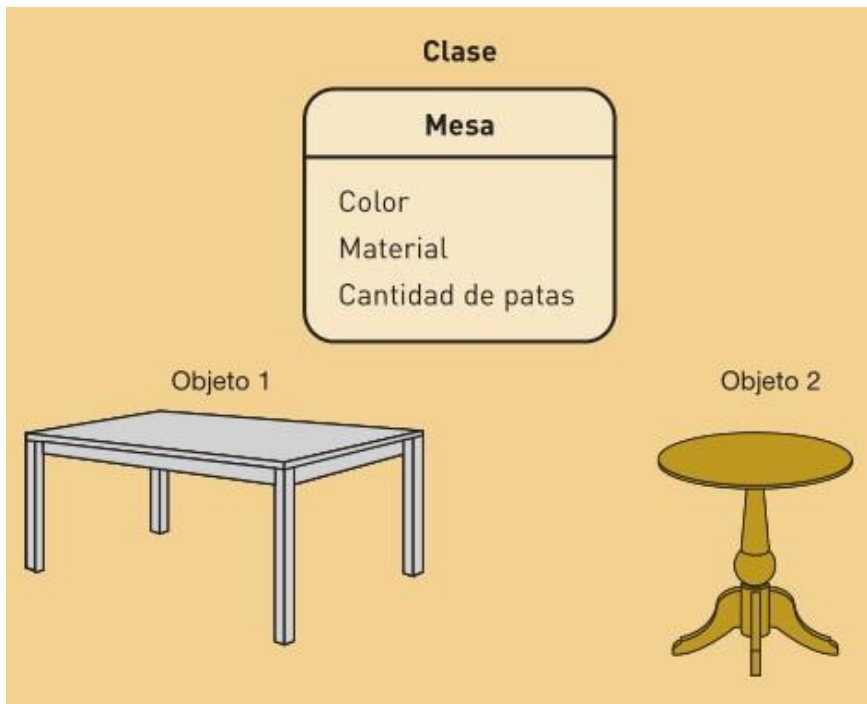 Clase
Mesa
Color
Material
Cantidad de patas
Objeto 1
Objeto 2